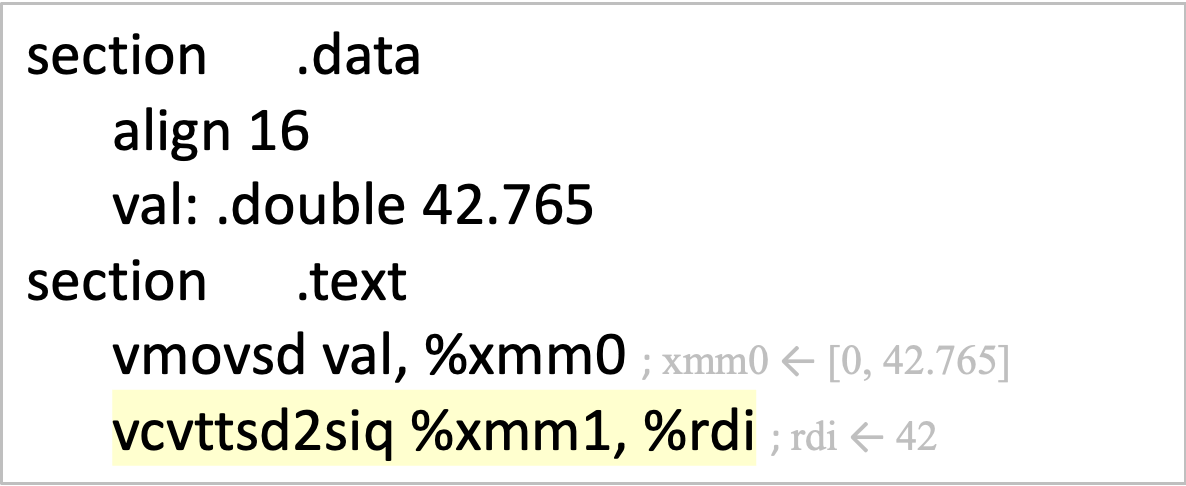 section .data
align 16
val: .double 42.765
section .text
vmovsd val, %xmm0 ; xmm0 ← [0, 42.765]
vcvttsd2siq %xmm1, %rdi ; rdi ← 42